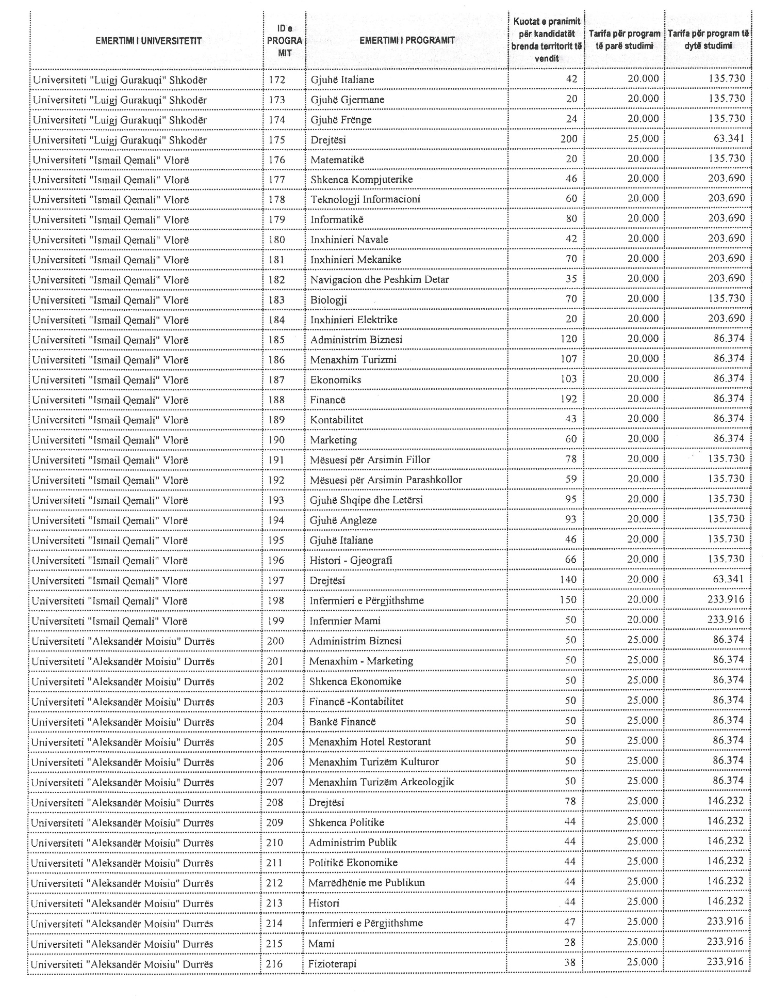 EMERTIMI I UNIVERSITETIT ID e PROGRA MIT EMERTIMI I PROGRAMIT Kuotat e pranimit për kandidatët brenda territorit të vendit Tarifa për program të parë studimi Tarifa për program të dytë studimi
Universiteti "Luigj Gurakuqi" Shkodër 172 Gjuhë Italiane 42 20.000 135.730
Universiteti "Luigj Gurakuqi" Shkodër 173 Gjuhë Gjermane 20 20.000 135.730
Universiteti "Luigj Gurakuqi" Shkodër 174 Gjuhë Frënge 24 20.000 135.730
Universiteti "Luigj Gurakuqi" Shkodër 175 Drejtësi 200 25.000 63.341
Universiteti "Ismail Qemali" Vlorë 176 Matematikë 20 20.000 135.730
Universiteti "Ismail Qemali" Vlorë 177 Shkenca Kompjuterike 46 20.000 203.690
Universiteti "Ismail Qemali" Vlorë 178 Teknologji Informacioni 60 20.000 203.690
Universiteti "Ismail Qemali" Vlorë 179 Informatikë 80 20.000 203.690
Universiteti "Ismail Qemali" Vlorë 180 Inxhinieri Navale 42 20.000 203.690
Universiteti "Ismail Qemali" Vlorë 181 Inxhinieri Mekanike 70 20.000 203.690
Universiteti "Ismail Qemali" Vlorë 182 Navigacion dhe Peshkim Detar 35 20.000 203.690
Universiteti "Ismail Qemali" Vlorë 183 Biologji 70 20.000 135.730
Universiteti "Ismail Qemali" Vlorë 184 Inxhinieri Elektrike 20 20.000 203.690
Universiteti "Ismail Qemali" Vlorë 185 Administrim Biznesi 120 20.000 86.374
Universiteti "Ismail Qemali" Vlorë 186 Menaxhim Turizmi 107 20.000 86.374
Universiteti "Ismail Qemali" Vlorë 187 Ekonomiks 103 20.000 86.374
Universiteti "Ismail Qemali" Vlorë 188 Financë 192 20.000 86.374
Universiteti "Ismail Qemali" Vlorë 189 Kontabilitet 43 20.000 86.374
Universiteti "Ismail Qemali" Vlorë 190 Marketing 60 20.000 86.374
Universiteti "Ismail Qemali" Vlorë 191 Mësuesi për Arsimin Fillor 78 20.000 135.730
Universiteti "Ismail Qemali" Vlorë 192 Mësuesi për Arsimin Parashkollor 59 20.000 135.730
Universiteti "Ismail Qemali" Vlorë 193 Gjuhë Shqipe dhe Letërsi 95 20.000 135.730
Universiteti "Ismail Qemali" Vlorë 194 Gjuhë Angleze 93 20.000 135.730
Universiteti "Ismail Qemali" Vlorë 195 Gjuhë Italiane 46 20.000 135.730
Universiteti "Ismail Qemali" Vlorë 196 Histori - Gjeografi 66 20.000 135.730
Universiteti "Ismail Qemali" Vlorë 197 Drejtësi 140 20.000 63.341
Universiteti "Ismail Qemali" Vlorë 198 Infermieri e Përgjithshme 150 20.000 233.916
Universiteti "Ismail Qemali" Vlorë 199 Infermier Mami 50 20.000 233.916
Universiteti "Aleksandër Moisiu" Durrës 200 Administrim Biznesi 50 25.000 86.374
Universiteti "Aleksandër Moisiu" Durrës 201 Menaxhim - Marketing 50 25.000 86.374
Universiteti "Aleksandër Moisiu" Durrës 202 Shkenca Ekonomike 50 25.000 86.374
Universiteti "Aleksandër Moisiu" Durrës 203 Financë -Kontabilitet 50 25.000 86.374
Universiteti "Aleksandër Moisiu" Durrës 204 Bankë Financë 50 25.000 86.374
Universiteti "Aleksandër Moisiu" Durrës 205 Menaxhim Hotel Restorant 50 25.000 86.374
Universiteti "Aleksandër Moisiu" Durrës 206 Menaxhim Turizëm Kulturor 50 25.000 86.374
Universiteti "Aleksandër Moisiu" Durrës 207 Menaxhim Turizëm Arkeologjik 50 25.000 86.374
Universiteti "Aleksandër Moisiu" Durrës 208 Drejtësi 78 25.000 146.232
Universiteti "Aleksandër Moisiu" Durrës 209 Shkenca Politike 44 25.000 146.232
Universiteti "Aleksandër Moisiu" Durrës 210 Administrim Publik 44 25.000 146.232
Universiteti "Aleksandër Moisiu" Durrës 211 Politikë Ekonomike 44 25.000 146.232
Universiteti "Aleksandër Moisiu" Durrës 212 Marrëdhënie me Publikun 44 25.000 146.232
Universiteti "Aleksandër Moisiu" Durrës 213 Histori 44 25.000 146.232
Universiteti "Aleksandër Moisiu" Durrës 214 Infermieri e Përgjithshme 47 25.000 233.916
Universiteti "Aleksandër Moisiu" Durrës 215 Mami 28 25.000 233.916
Universiteti "Aleksandër Moisiu" Durrës 216 Fizioterapi 38 25.000 233.916